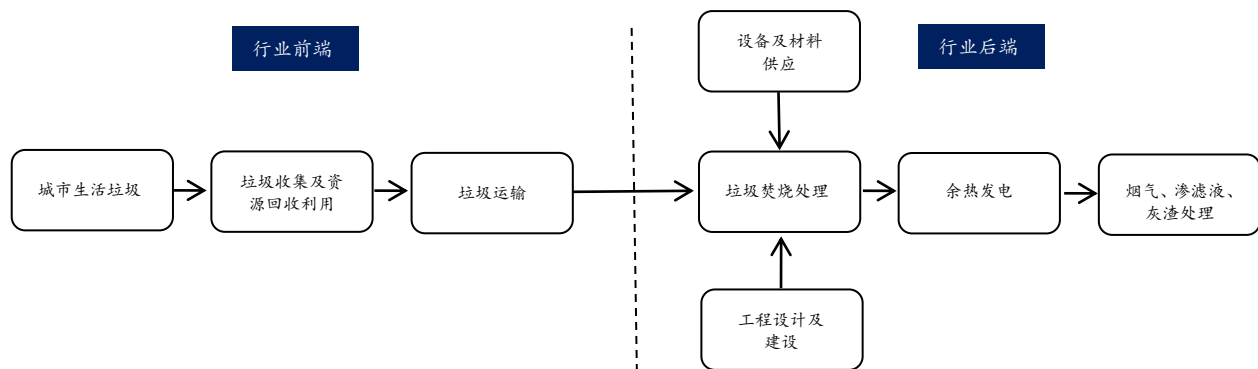 行业前端
行业后端
设备及材料
供应
城市生活垃圾
垃圾收集及资
源回收利用
垃圾运输
垃圾焚烧处理
余热发电
烟气、渗滤液、
灰渣处理
工程设计及
建设